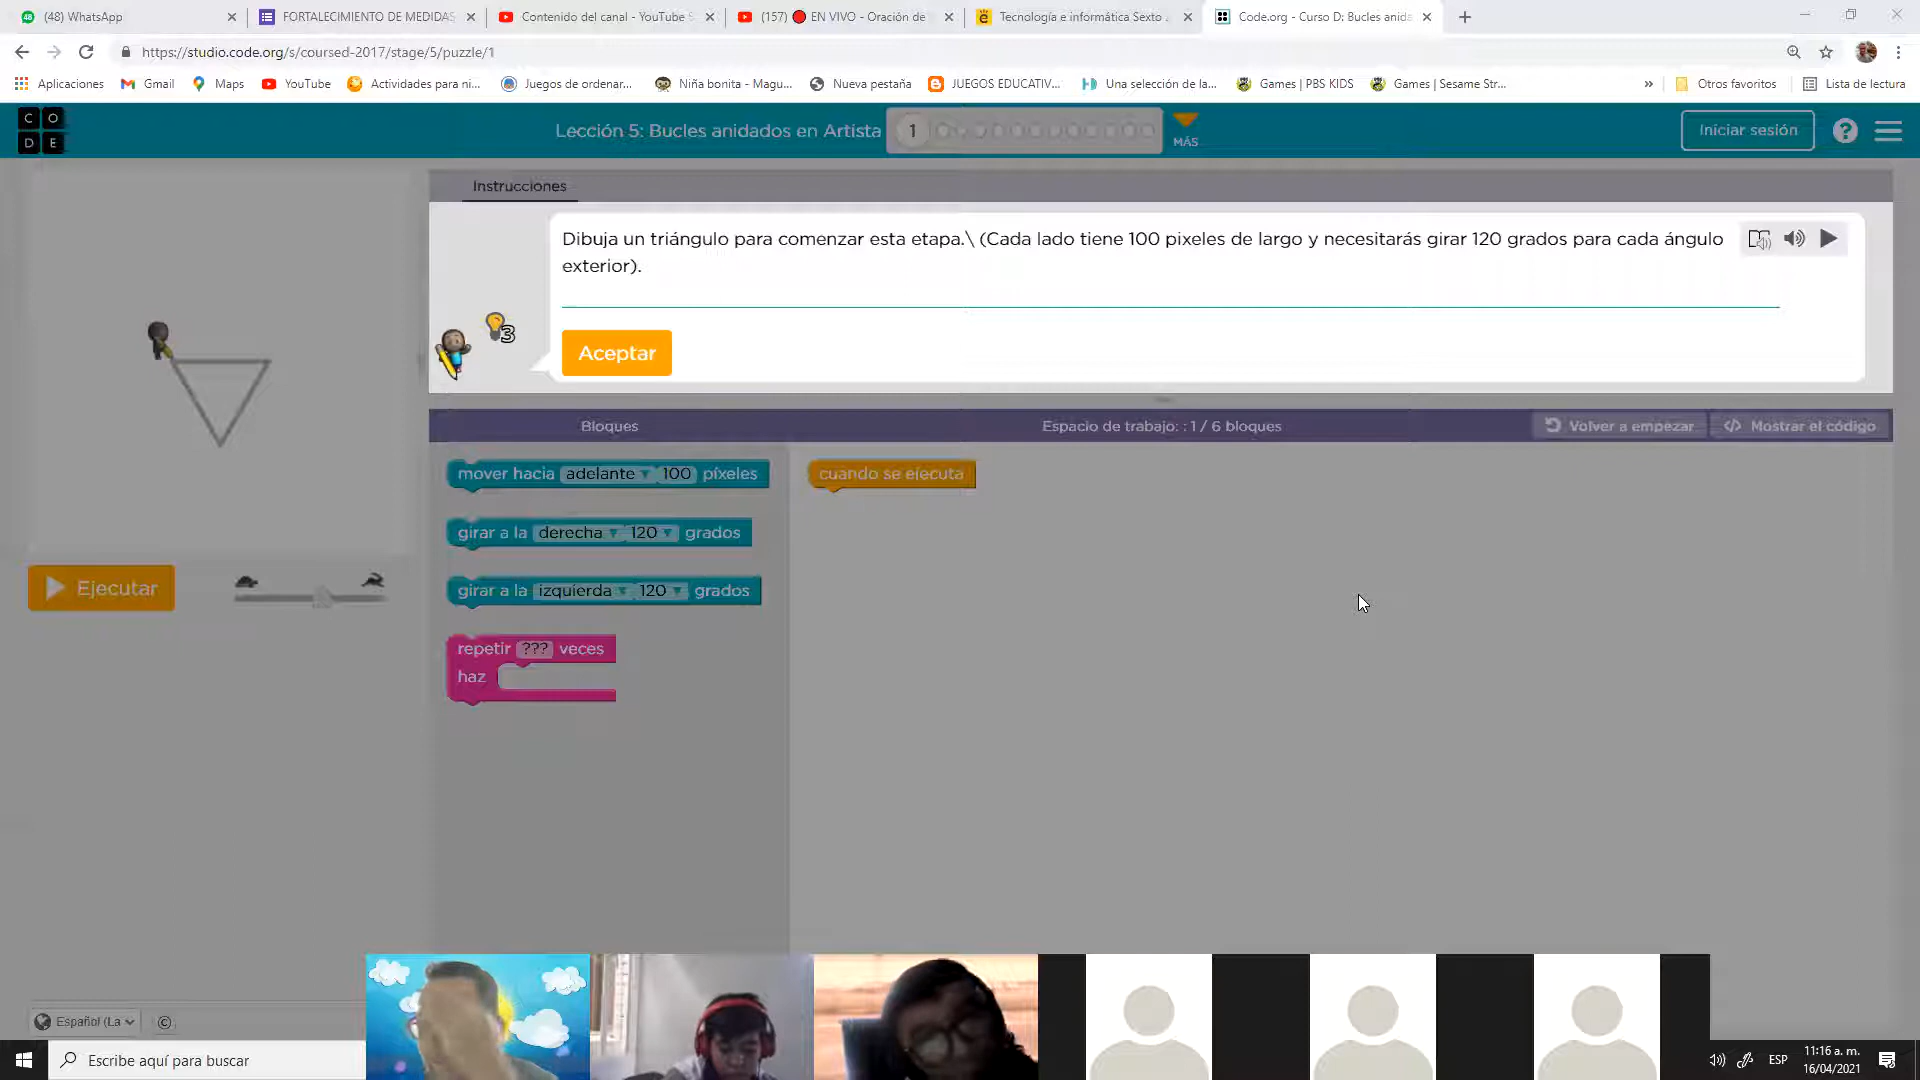 (48) WhatsApp
FORTALECIMIENTO DE MEDIDAS
Contenido del canal - YouTube S
(157) 🔴 EN VIVO - Oración de
Tecnología e informática Sexto .
Code.org - Curso D: Bucles anida
https://studio.code.org/s/coursed-2017/stage/5/puzzle/1
Aplicaciones
Gmail
Maps
YouTube
Actividades para ni...
Juegos de ordenar...
Niña bonita - Magu...
Nueva pestaña
JUEGOS EDUCATIV...
Una selección de la...
Games | PBS KIDS
Games | Sesame Str...
»
Otros favoritos
Lista de lectura
C O
D E
Lección 5: Bucles anidados en Artista
1
MÁS
Iniciar sesión
?
Instrucciones
Dibuja un triángulo para comenzar esta etapa.\ (Cada lado tiene 100 pixeles de largo y necesitarás girar 120 grados para cada ángulo
exterior).
3
Aceptar
Bloques
Espacio de trabajo: : 1 / 6 bloques
Volver a empezar
Mostrar el código
mover hacia adelante 100 píxeles
cuando se ejecuta
girar a la derecha 120 grados
Ejecutar
girar a la izquierda 120 grados
repetir ??? veces
haz
Español (La
©
Escribe aquí para buscar
ESP
11:16 a. m.
16/04/2021